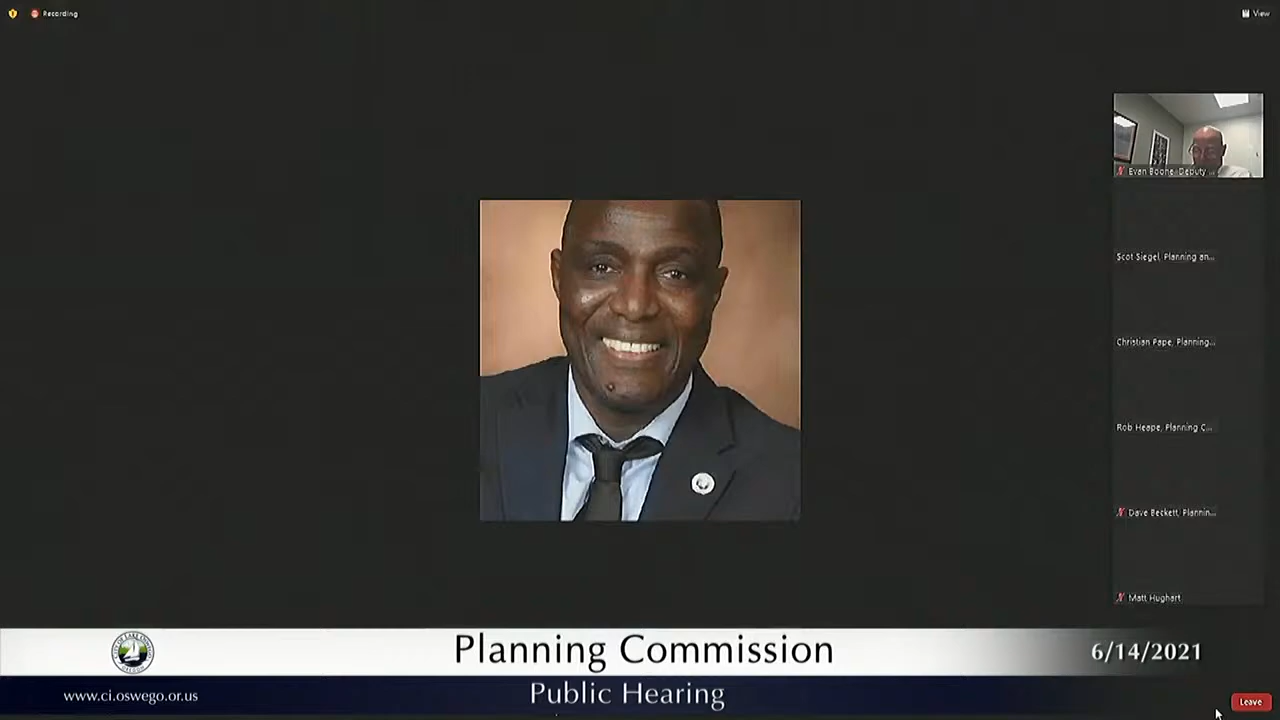 Recording
View
Evan Boone, Deputy ...
Scot Siegel, Planning an...
Christian Pape, Planning...
Rob Heape, Planning C...
Dave Beckett, Plannin...
Matt Hughart
Planning Commission
6/14/2021
www.ci.oswego.or.us
Public Hearing
Leave